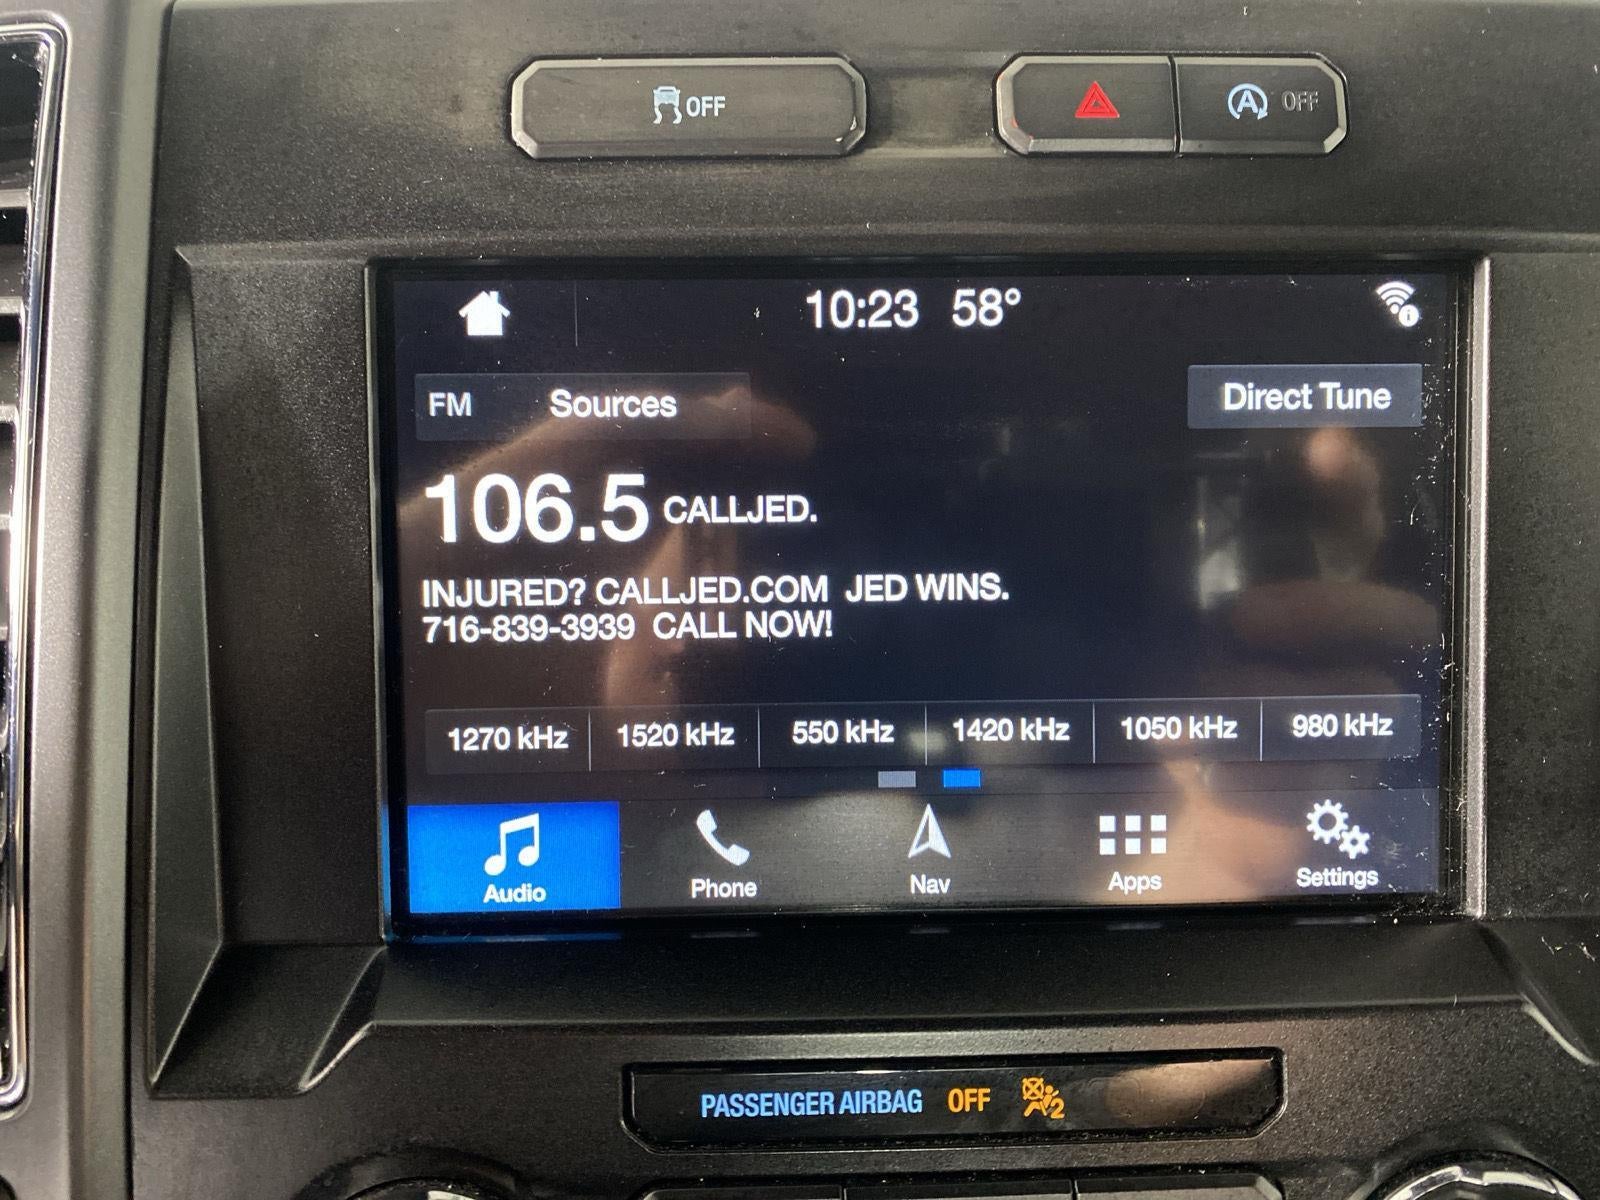 OFF
A OFF
10:23 58°
FM Sources
Direct Tune
106.5 CALLJED.
INJURED? CALLJED.COM JED WINS.
716-839-3939 CALL NOW!
1270 kHz 1520 kHz 550 kHz 1420 kHz 1050 kHz 980 kHz
Audio Phone Nav Apps Settings
PASSENGER AIRBAG OFF 2